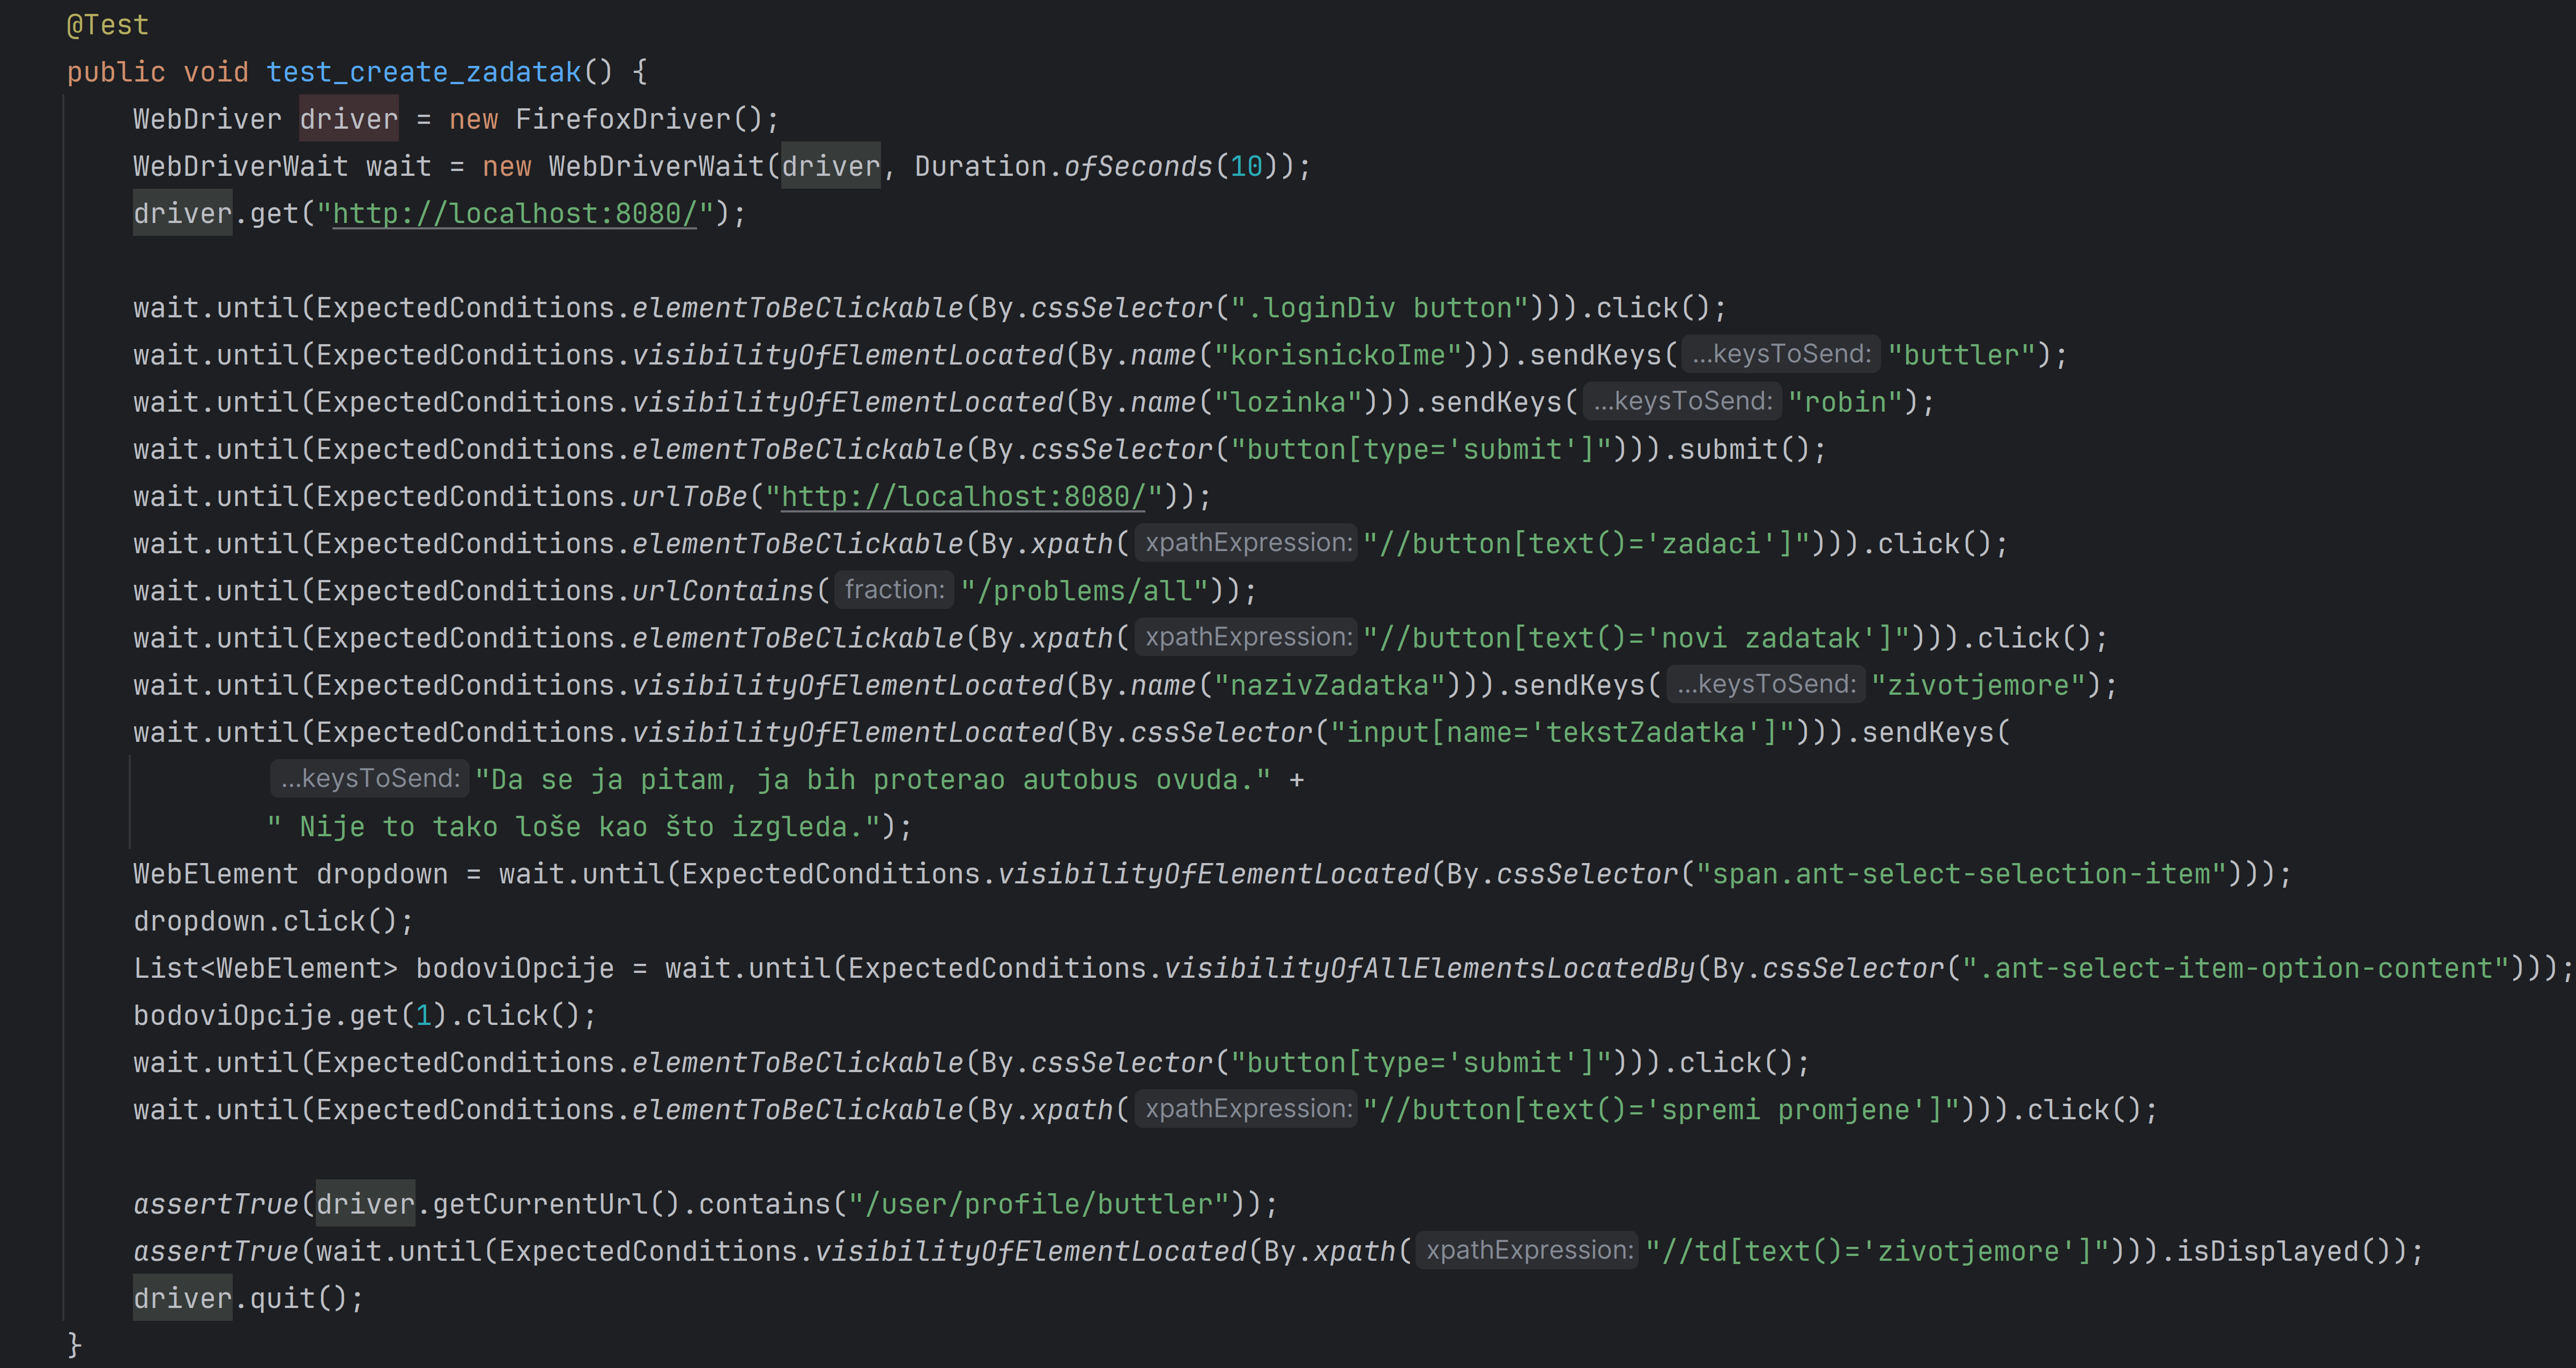 @Test
public void test_create_zadatak() {
WebDriver driver = new FirefoxDriver();
WebDriverWait wait = new WebDriverWait(driver, Duration.ofSeconds(10));
driver.get("http://localhost:8080/");
wait.until(ExpectedConditions.elementToBeClickable(By.cssSelector(".loginDiv button"))).click();
wait.until(ExpectedConditions.visibilityOfElementLocated(By.name("korisnickoIme"))).sendKeys( ...keysToSend: "buttler");
wait.until(ExpectedConditions.visibilityOfElementLocated(By.name("lozinka"))).sendKeys( ...keysToSend: "robin");
wait.until(ExpectedConditions.elementToBeClickable(By.cssSelector("button[type='submit']"))).submit();
wait.until(ExpectedConditions.urlToBe("http://localhost:8080/"));
wait.until(ExpectedConditions.elementToBeClickable(By.xpath( xpathExpression: "//button[text()='zadaci']"))).click();
wait.until(ExpectedConditions.urlContains( fraction: "/problems/all"));
wait.until(ExpectedConditions.elementToBeClickable(By.xpath( xpathExpression: "//button[text()='novi zadatak']"))).click();
wait.until(ExpectedConditions.visibilityOfElementLocated(By.name("nazivZadatka"))).sendKeys( ...keysToSend: "zivotjemore");
wait.until(ExpectedConditions.visibilityOfElementLocated(By.cssSelector("input[name='tekstZadatka']"))).sendKeys(
...keysToSend: "Da se ja pitam, ja bih proterao autobus ovuda." +
" Nije to tako loše kao što izgleda.");
WebElement dropdown = wait.until(ExpectedConditions.visibilityOfElementLocated(By.cssSelector("span.ant-select-selection-item")));
dropdown.click();
List<WebElement> bodoviOpcije = wait.until(ExpectedConditions.visibilityOfAllElementsLocatedBy(By.cssSelector(".ant-select-item-option-content")));
bodoviOpcije.get(1).click();
wait.until(ExpectedConditions.elementToBeClickable(By.cssSelector("button[type='submit']"))).click();
wait.until(ExpectedConditions.elementToBeClickable(By.xpath( xpathExpression: "//button[text()='spremi promjene']"))).click();
assertTrue(driver.getCurrentUrl().contains("/user/profile/buttler"));
assertTrue(wait.until(ExpectedConditions.visibilityOfElementLocated(By.xpath( xpathExpression: "//td[text()='zivotjemore']"))).isDisplayed());
driver.quit();
}